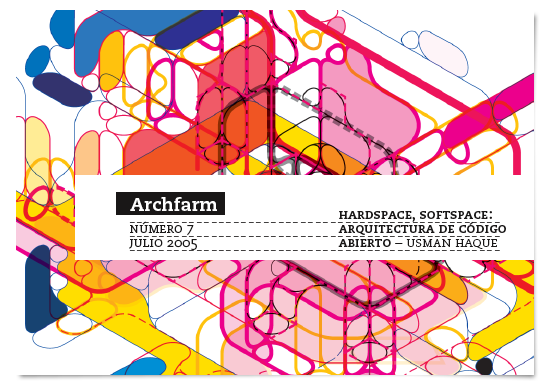 Archfarm
NÚMERO 7
JULIO 2005
HARDSPACE, SOFTSPACE:
ARQUITECTURA DE CÓDIGO
ABIERTO — USMAN HAQUE